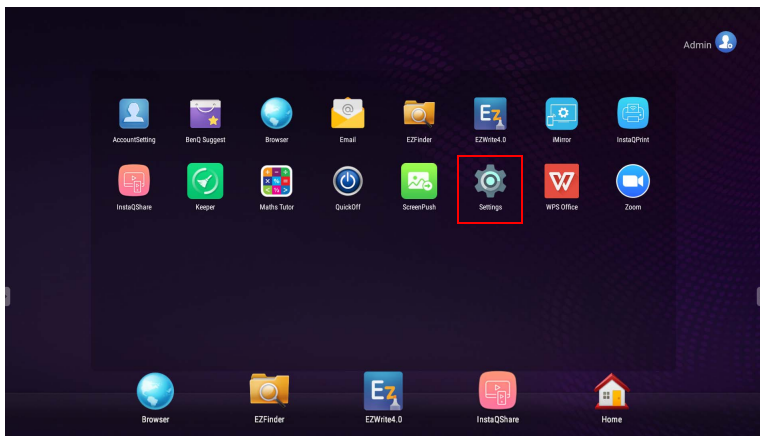 Admin
AccountSetting BenQ Suggest Browser Email EZFinder EZWrite4.0 iMirror InstaQPrint
InstaQShare Keeper Maths Tutor QuickOff ScreenPush Settings WPS Office Zoom
Browser EZFinder EZWrite4.0 InstaQShare Home